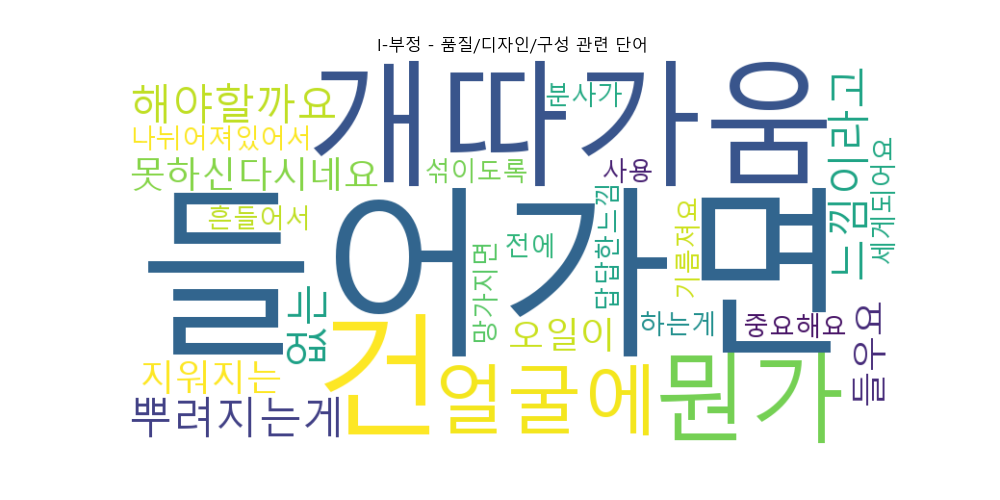 I-부정 - 품질/디자인/구성 관련 단어
개따가움
해야할까요
분사가
나뉘어져있어서
못하신다시네요
섞이도록
사용
느낌이라고
세게되어요
들어가면
흔들어서
전에
답답한느낌
기름져요
망가지면
없는
오일이
하는게
중요해요
들우요
건
지워지는
얼굴에
뭔가
뿌려지는게